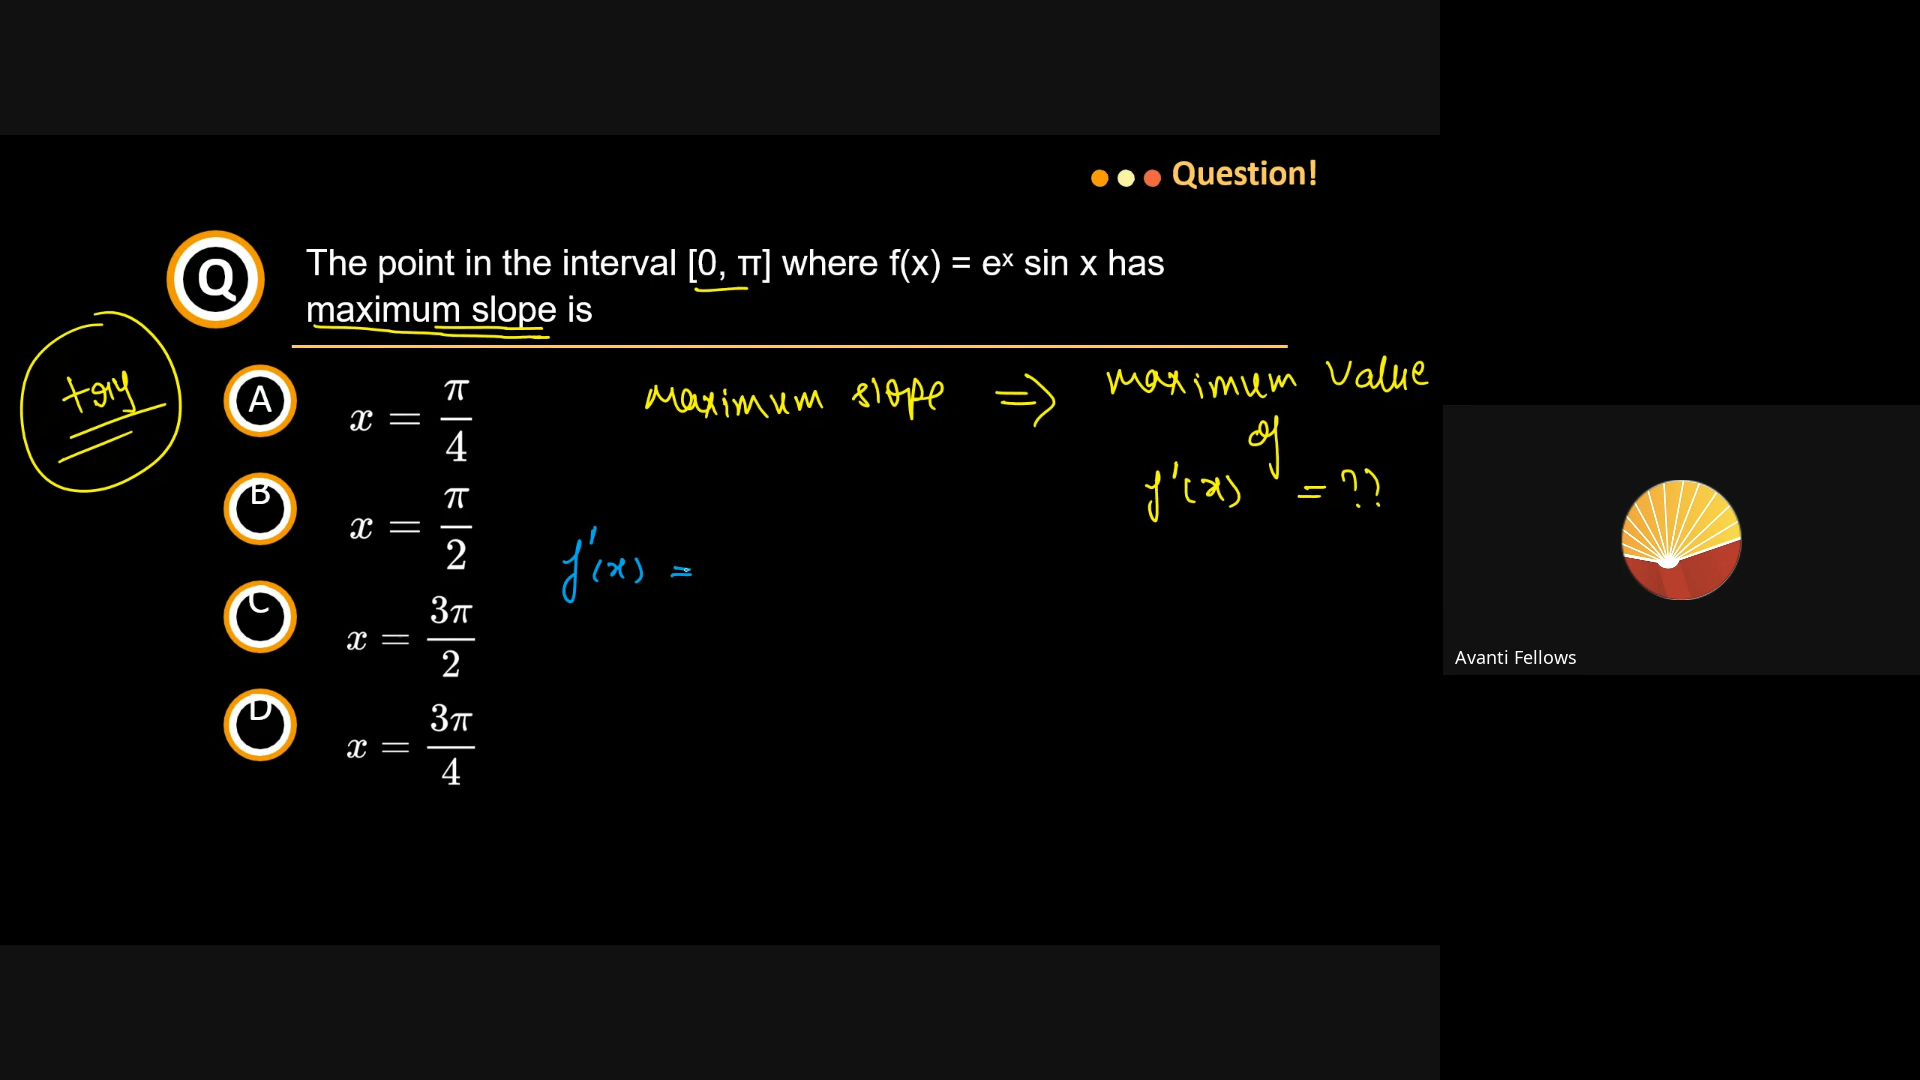 Question!
Q
The point in the interval [0, π] where f(x) = eˣ sin x has
maximum slope is
try
A x = π/4
B x = π/2
C x = 3π/2
D x = 3π/4
maximum slope ⇒ maximum value
of
f'(x) = ??
f'(x) =
Avanti Fellows